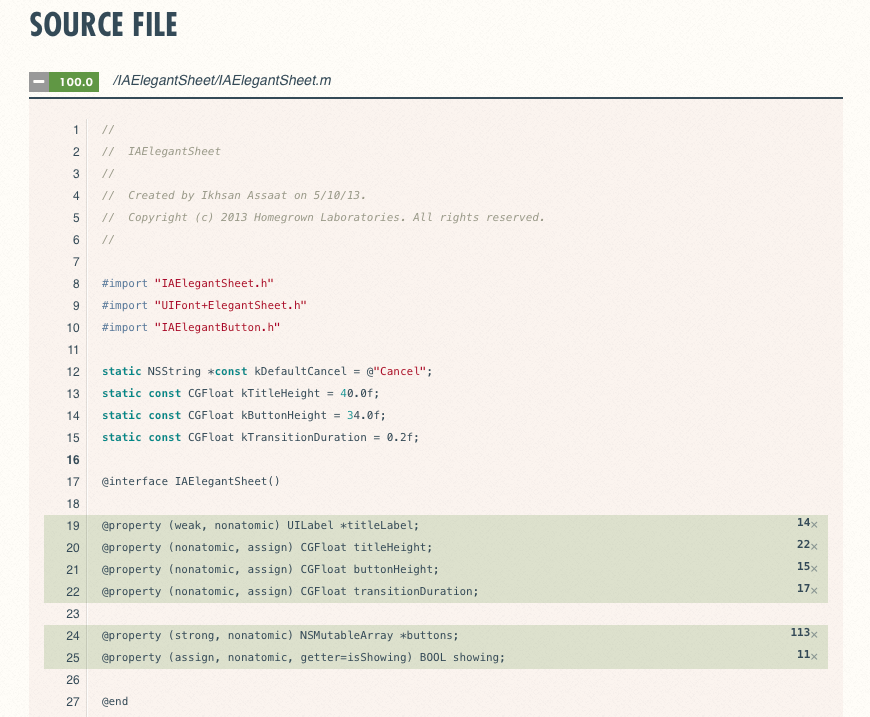 SOURCE FILE
100.0 /IAElegantSheet/IAElegantSheet.m
1 //
2 //  IAElegantSheet
3 //
4 //  Created by Ikhsan Assaat on 5/10/13.
5 //  Copyright (c) 2013 Homegrown Laboratories. All rights reserved.
6 //
7
8 #import "IAElegantSheet.h"
9 #import "UIFont+ElegantSheet.h"
10 #import "IAElegantButton.h"
11
12 static NSString *const kDefaultCancel = @"Cancel";
13 static const CGFloat kTitleHeight = 40.0f;
14 static const CGFloat kButtonHeight = 34.0f;
15 static const CGFloat kTransitionDuration = 0.2f;
16
17 @interface IAElegantSheet()
18
19 @property (weak, nonatomic) UILabel *titleLabel; 14×
20 @property (nonatomic, assign) CGFloat titleHeight; 22×
21 @property (nonatomic, assign) CGFloat buttonHeight; 15×
22 @property (nonatomic, assign) CGFloat transitionDuration; 17×
23
24 @property (strong, nonatomic) NSMutableArray *buttons; 113×
25 @property (assign, nonatomic, getter=isShowing) BOOL showing; 11×
26
27 @end